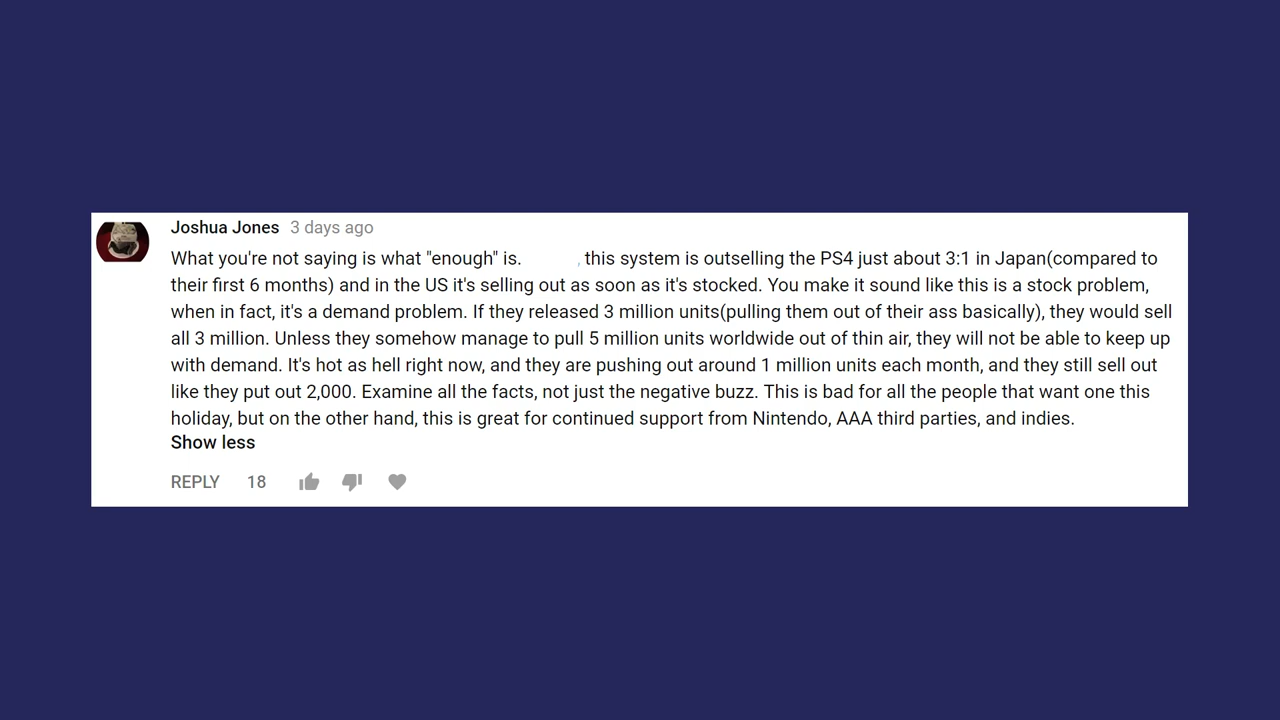 Joshua Jones 3 days ago
What you're not saying is what "enough" is. , this system is outselling the PS4 just about 3:1 in Japan(compared to
their first 6 months) and in the US it's selling out as soon as it's stocked. You make it sound like this is a stock problem,
when in fact, it's a demand problem. If they released 3 million units(pulling them out of their ass basically), they would sell
all 3 million. Unless they somehow manage to pull 5 million units worldwide out of thin air, they will not be able to keep up
with demand. It's hot as hell right now, and they are pushing out around 1 million units each month, and they still sell out
like they put out 2,000. Examine all the facts, not just the negative buzz. This is bad for all the people that want one this
holiday, but on the other hand, this is great for continued support from Nintendo, AAA third parties, and indies.
Show less
REPLY 18